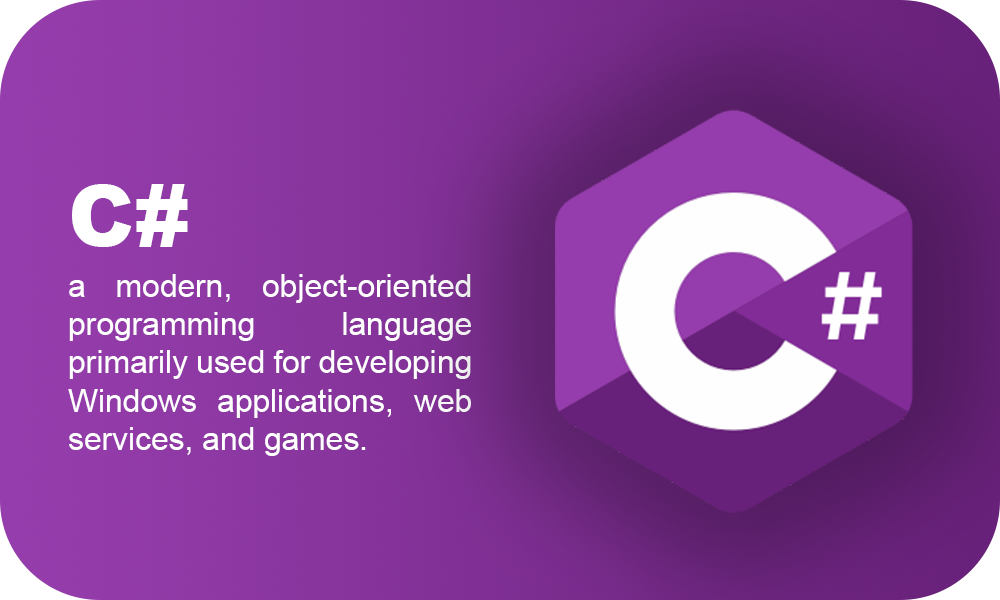 C#
a modern, object-oriented
programming language
primarily used for developing
Windows applications, web
services, and games.
C#